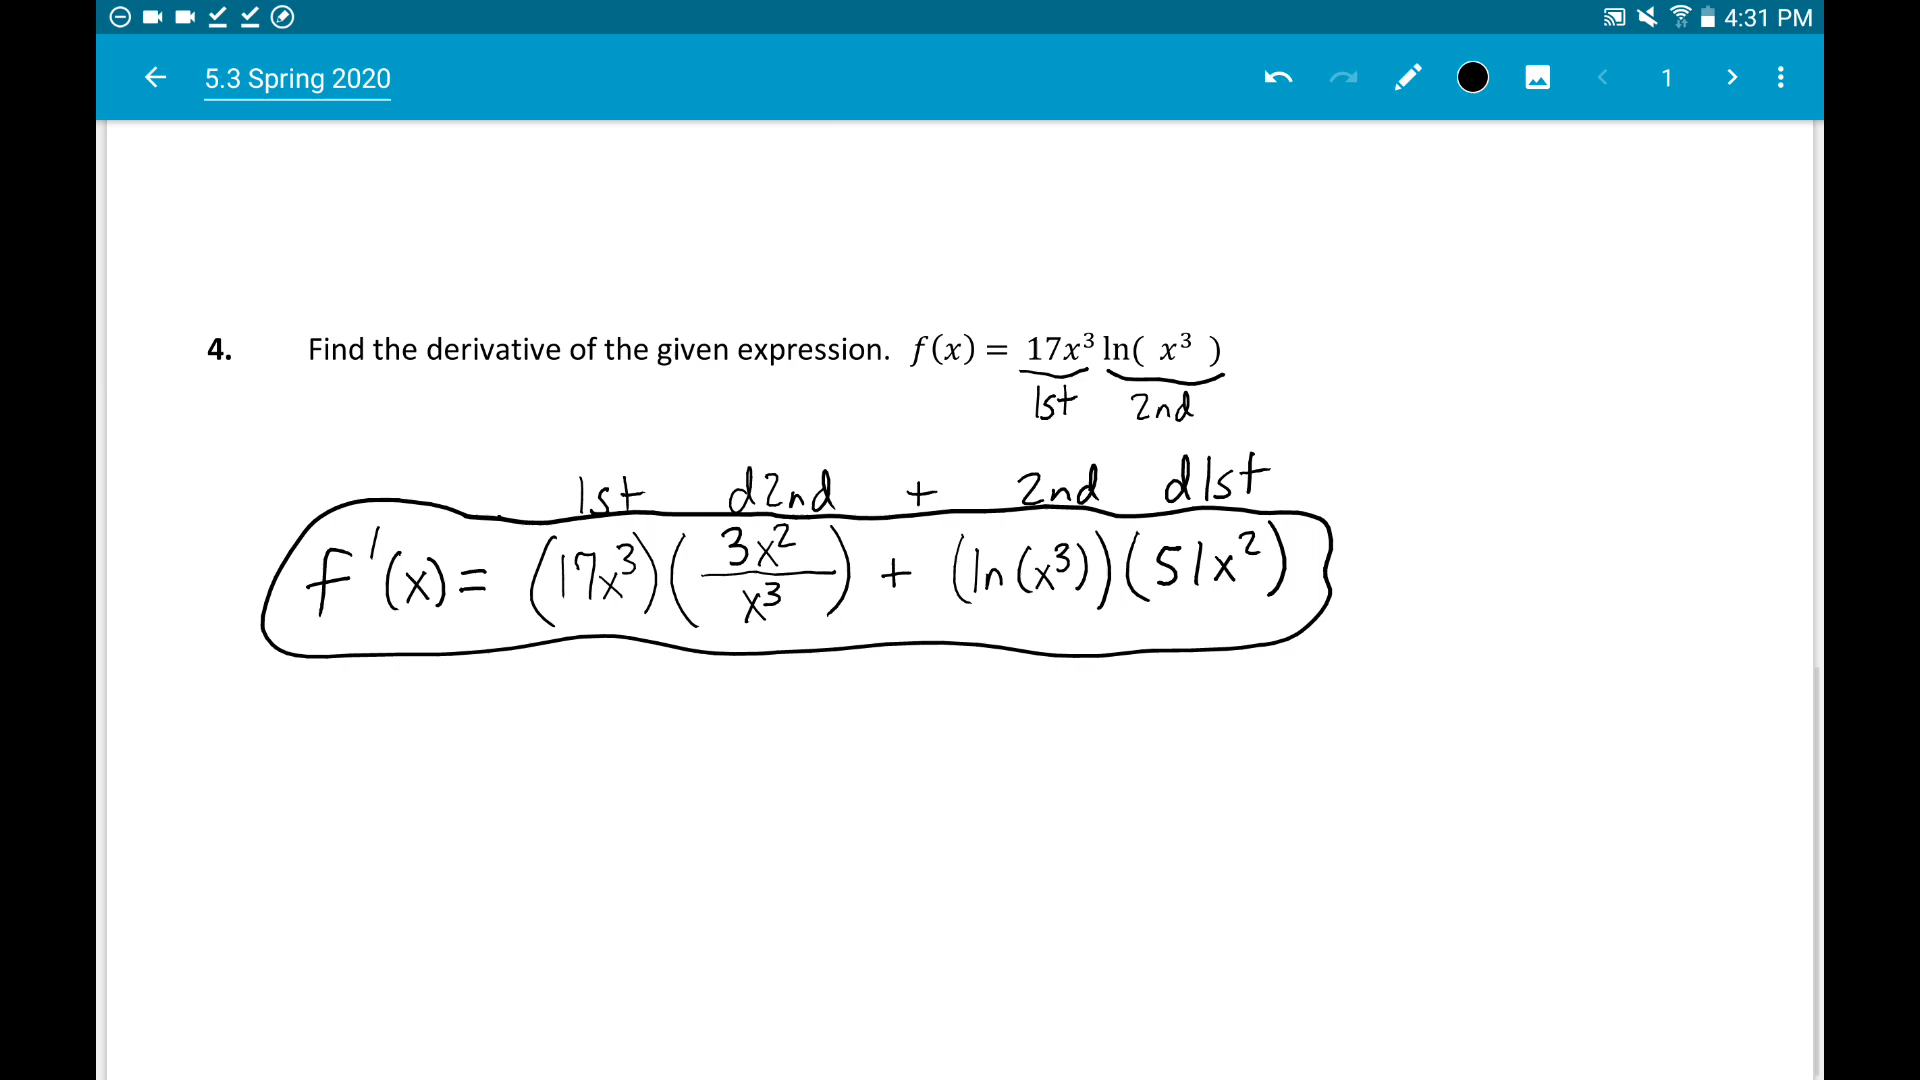 4:31 PM
5.3 Spring 2020
1
4. Find the derivative of the given expression. f(x) = 17x³ ln( x³ )
1st 2nd
1st d2nd + 2nd d1st
f'(x) = (17x³)(3x²/x³) + (ln(x³))(51x²)